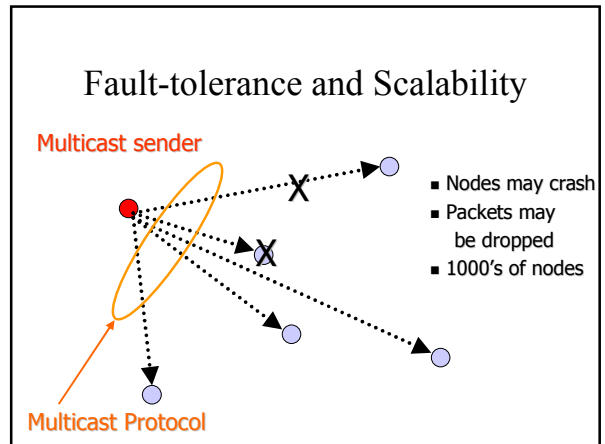 Fault-tolerance and Scalability
Multicast sender
X
X
■ Nodes may crash
■ Packets may
be dropped
■ 1000's of nodes
Multicast Protocol